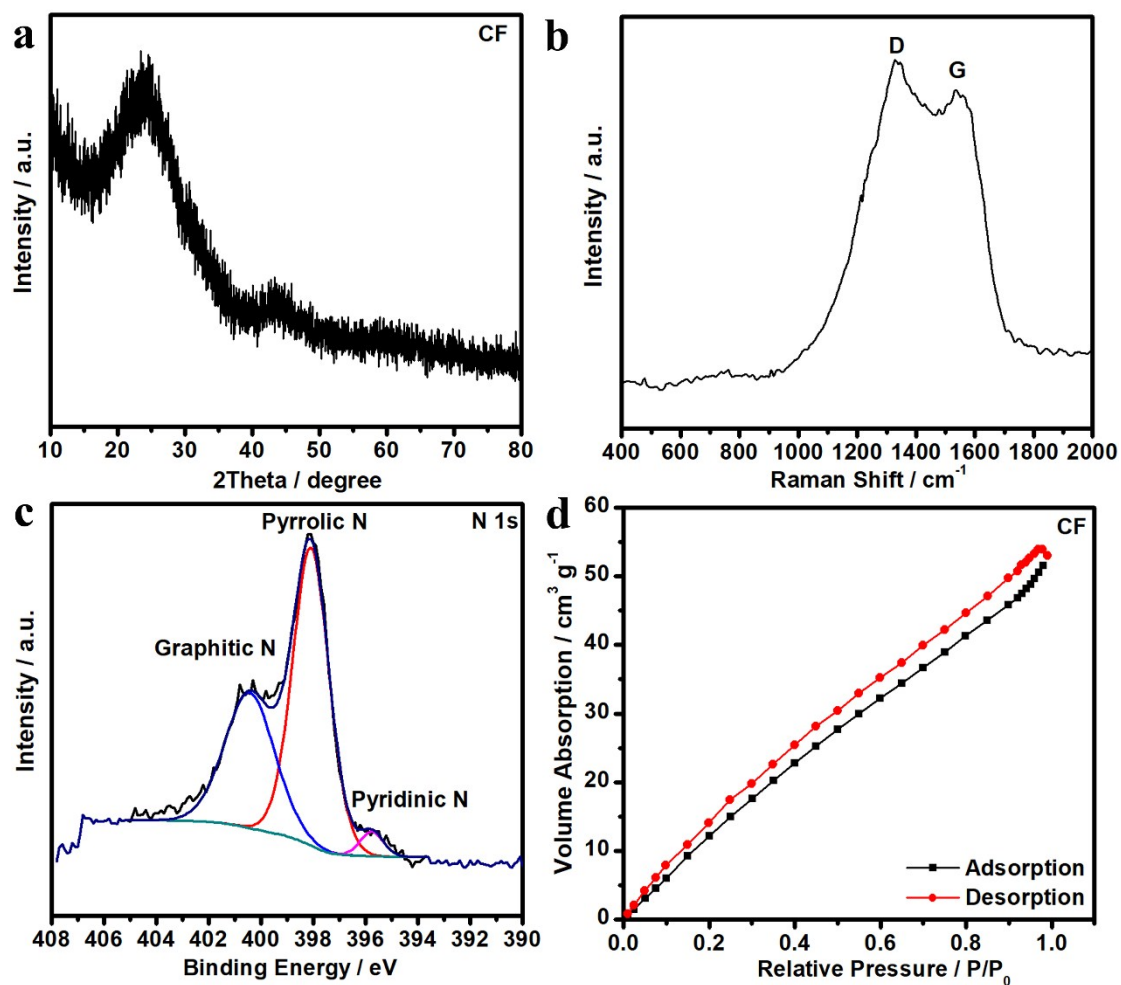 a
CF
Intensity / a.u.
10 20 30 40 50 60 70 80
2Theta / degree
b
D
G
Intensity / a.u.
400 600 800 1000 1200 1400 1600 1800 2000
Raman Shift / cm⁻¹
c
N 1s
Pyrrolic N
Graphitic N
Pyridinic N
Intensity / a.u.
408 406 404 402 400 398 396 394 392 390
Binding Energy / eV
d
CF
60
50
40
30
20
10
0
Volume Absorption / cm³ g⁻¹
Adsorption
Desorption
0.0 0.2 0.4 0.6 0.8 1.0
Relative Pressure / P/P₀